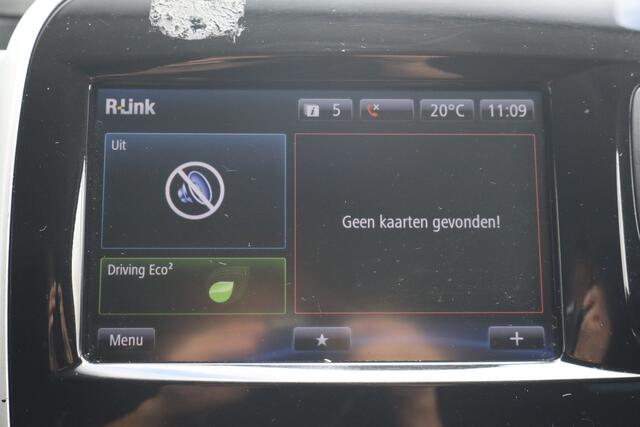 R-Link
5
20°C
11:09
Uit
Geen kaarten gevonden!
Driving Eco²
Menu